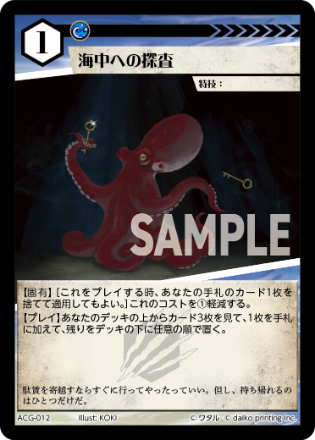 1
海中への探査
特技：
SAMPLE
【固有】[これをプレイする時、あなたの手札のカード1枚を
捨てて適用してもよい。]これのコストを①軽減する。
【プレイ】あなたのデッキの上からカード3枚を見て、1枚を手札
に加えて、残りをデッキの下に任意の順で置く。
駄賃を寄越すならすぐに行ってやったっていい。但し、持ち帰れるの
はひとつだけだ。
ACG-012 Illust: KOKI © ワタル © daiko printing inc.